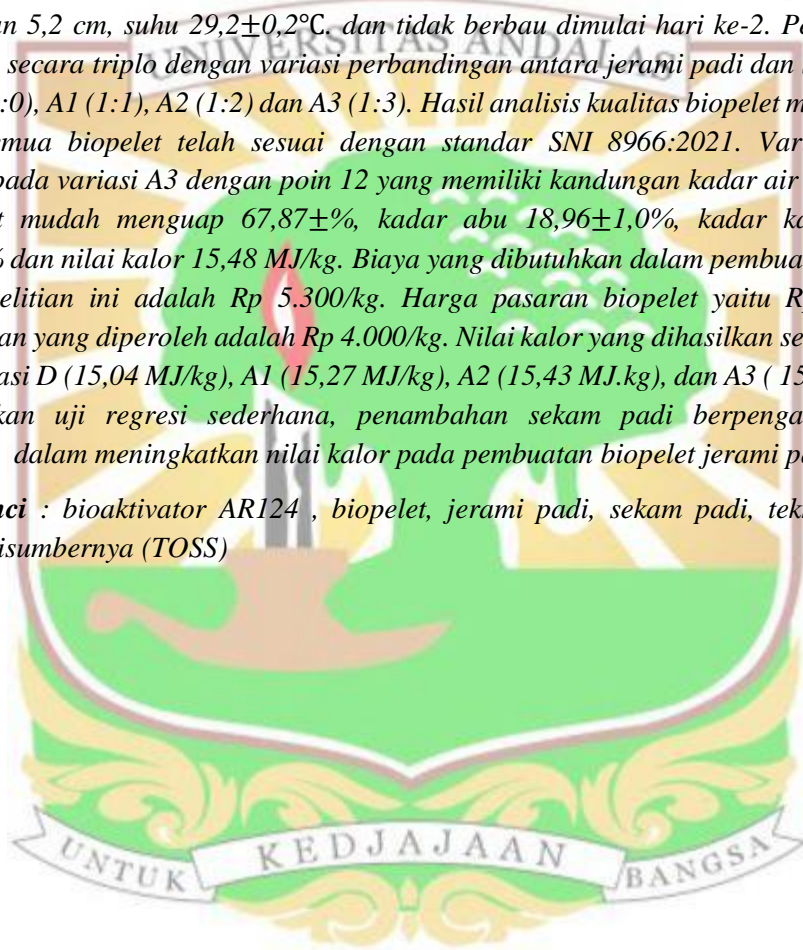 an 5,2 cm, suhu 29,2±0,2℃. dan tidak berbau dimulai hari ke-2. Pe
secara triplo dengan variasi perbandingan antara jerami padi dan
:0), A1 (1:1), A2 (1:2) dan A3 (1:3). Hasil analisis kualitas biopelet m
emua biopelet telah sesuai dengan standar SNI 8966:2021. Var
pada variasi A3 dengan poin 12 yang memiliki kandungan kadar air
t mudah menguap 67,87±%, kadar abu 18,96±1,0%, kadar ka
% dan nilai kalor 15,48 MJ/kg. Biaya yang dibutuhkan dalam pembua
elitian ini adalah Rp 5.300/kg. Harga pasaran biopelet yaitu Rp
an yang diperoleh adalah Rp 4.000/kg. Nilai kalor yang dihasilkan se
asi D (15,04 MJ/kg), A1 (15,27 MJ/kg), A2 (15,43 MJ.kg), dan A3 ( 15
kan uji regresi sederhana, penambahan sekam padi berpenga
dalam meningkatkan nilai kalor pada pembuatan biopelet jerami pa
nci : bioaktivator AR124 , biopelet, jerami padi, sekam padi, tek
isumbernya (TOSS)
UNIVERSITAS ANDALAS
UNTUK KEDJAJAAN BANGSA